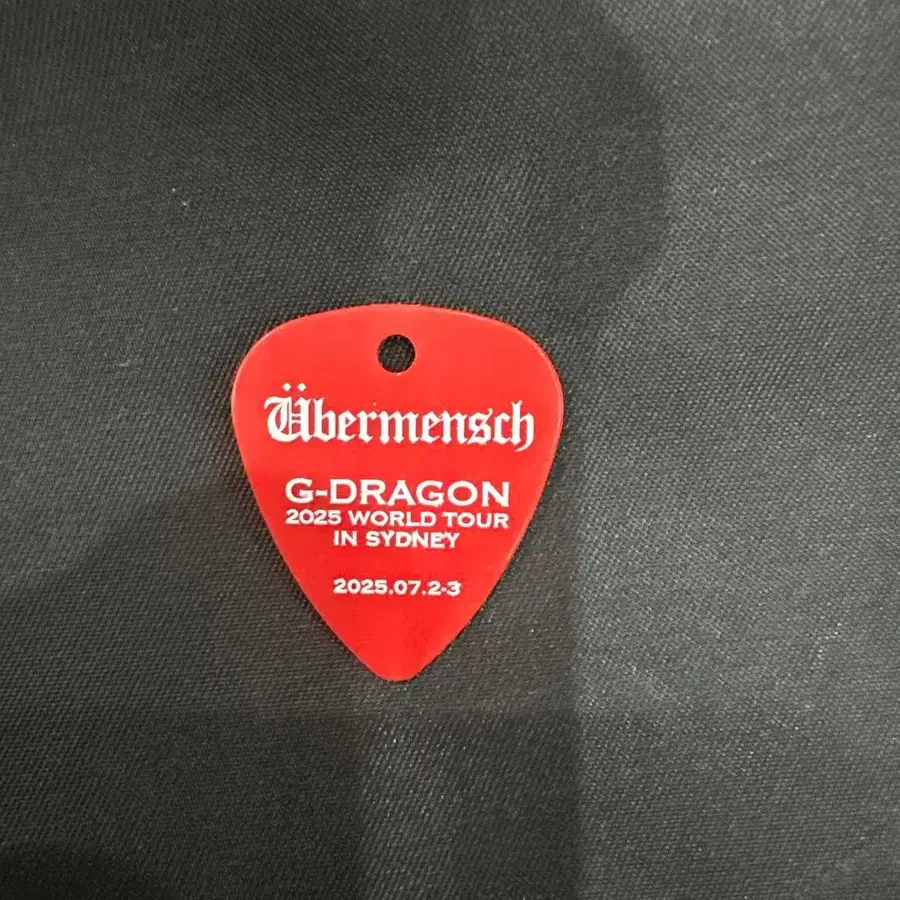 Übermensch
G-DRAGON
2025 WORLD TOUR
IN SYDNEY
2025.07.2-3